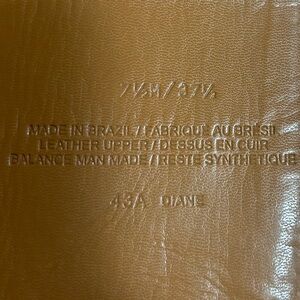 7½M/37½
MADE IN BRAZIL/FABRIQUE AU BRESIL
LEATHER UPPER/DESSUS EN CUIR
BALANCE MAN MADE/RESTE SYNTHETIQUE
43A DIANE